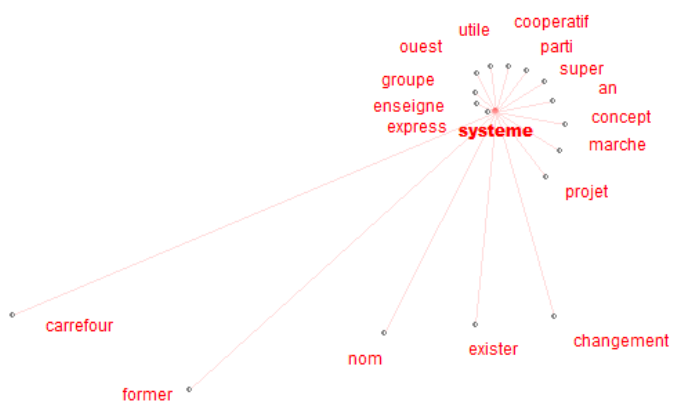 cooperatif
utile
ouest
parti
super
groupe
an
enseigne
concept
express
systeme
marche
projet
carrefour
changement
exister
nom
former